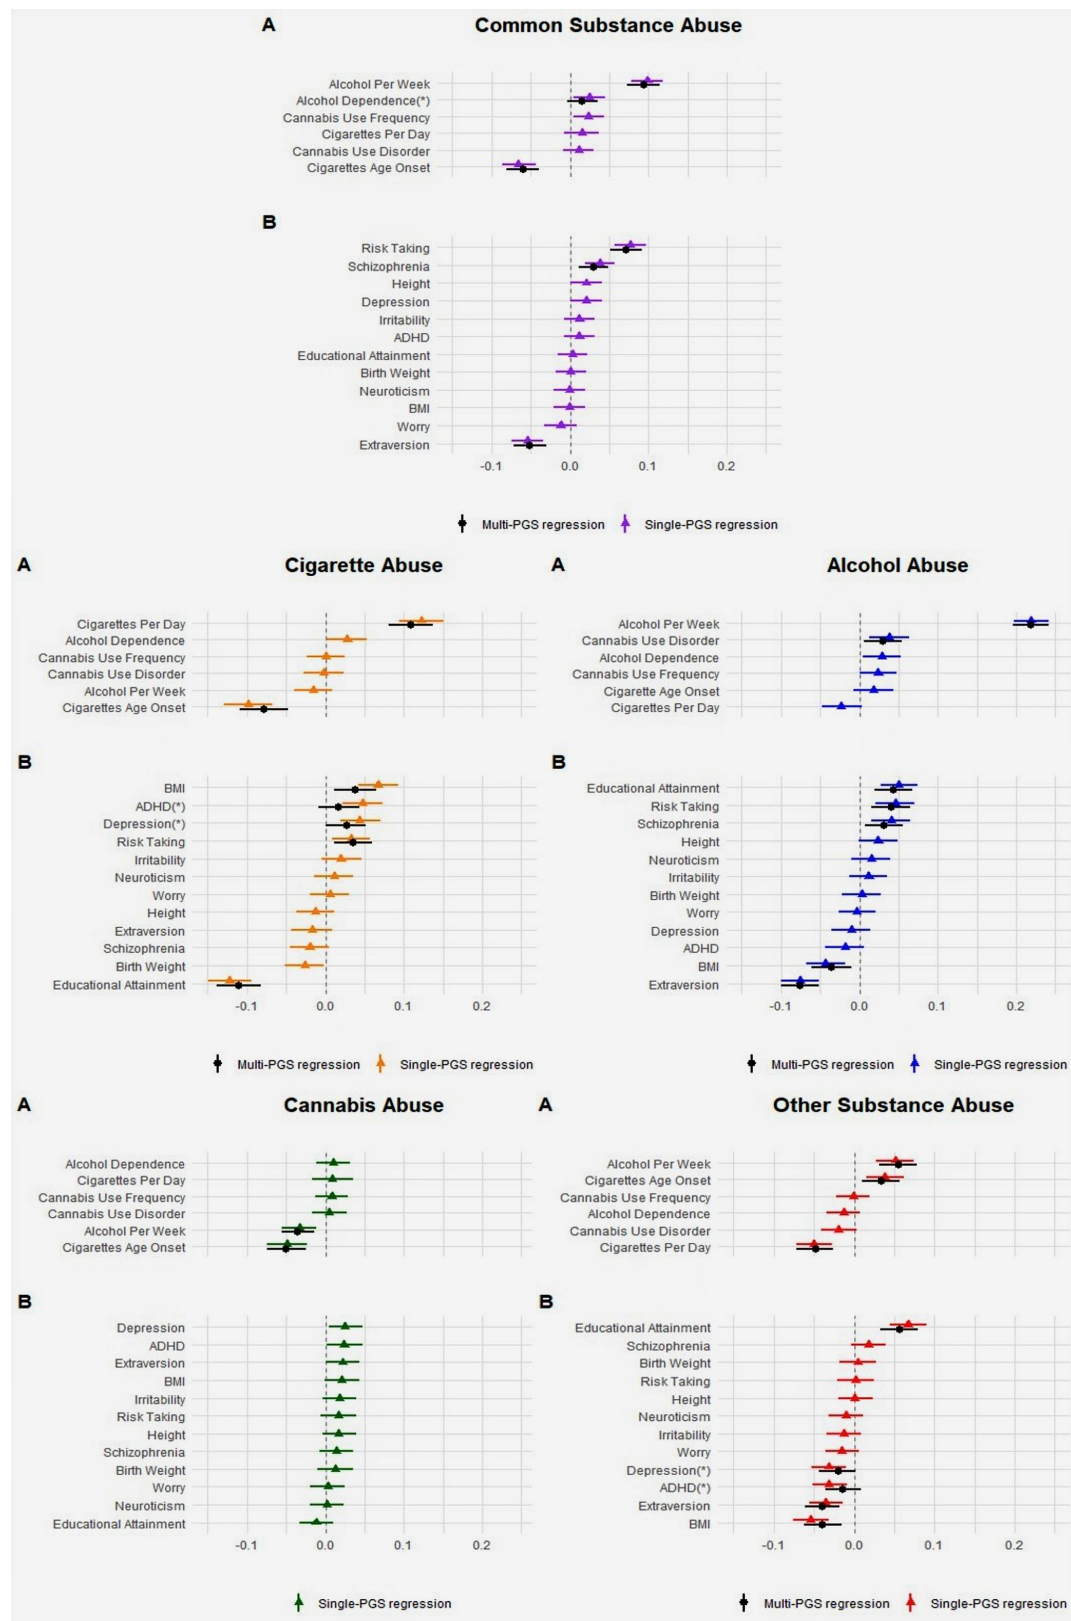 A Common Substance Abuse
Alcohol Per Week
Alcohol Dependence(*)
Cannabis Use Frequency
Cigarettes Per Day
Cannabis Use Disorder
Cigarettes Age Onset
B
Risk Taking
Schizophrenia
Height
Depression
Irritability
ADHD
Educational Attainment
Birth Weight
Neuroticism
BMI
Worry
Extraversion
-0.1 0.0 0.1 0.2
Multi-PGS regression Single-PGS regression
A Cigarette Abuse
Cigarettes Per Day
Alcohol Dependence
Cannabis Use Frequency
Cannabis Use Disorder
Alcohol Per Week
Cigarettes Age Onset
B
BMI
ADHD(*)
Depression(*)
Risk Taking
Irritability
Neuroticism
Worry
Height
Extraversion
Schizophrenia
Birth Weight
Educational Attainment
-0.1 0.0 0.1 0.2
Multi-PGS regression Single-PGS regression
A Alcohol Abuse
Alcohol Per Week
Cannabis Use Disorder
Alcohol Dependence
Cannabis Use Frequency
Cigarette Age Onset
Cigarettes Per Day
B
Educational Attainment
Risk Taking
Schizophrenia
Height
Neuroticism
Irritability
Birth Weight
Worry
Depression
ADHD
BMI
Extraversion
-0.1 0.0 0.1 0.2
Multi-PGS regression Single-PGS regression
A Cannabis Abuse
Alcohol Dependence
Cigarettes Per Day
Cannabis Use Frequency
Cannabis Use Disorder
Alcohol Per Week
Cigarettes Age Onset
B
Depression
ADHD
Extraversion
BMI
Irritability
Risk Taking
Height
Schizophrenia
Birth Weight
Worry
Neuroticism
Educational Attainment
-0.1 0.0 0.1 0.2
Single-PGS regression
A Other Substance Abuse
Alcohol Per Week
Cigarettes Age Onset
Cannabis Use Frequency
Alcohol Dependence
Cannabis Use Disorder
Cigarettes Per Day
B
Educational Attainment
Schizophrenia
Birth Weight
Risk Taking
Height
Neuroticism
Irritability
Worry
Depression(*)
ADHD(*)
Extraversion
BMI
-0.1 0.0 0.1 0.2
Multi-PGS regression Single-PGS regression